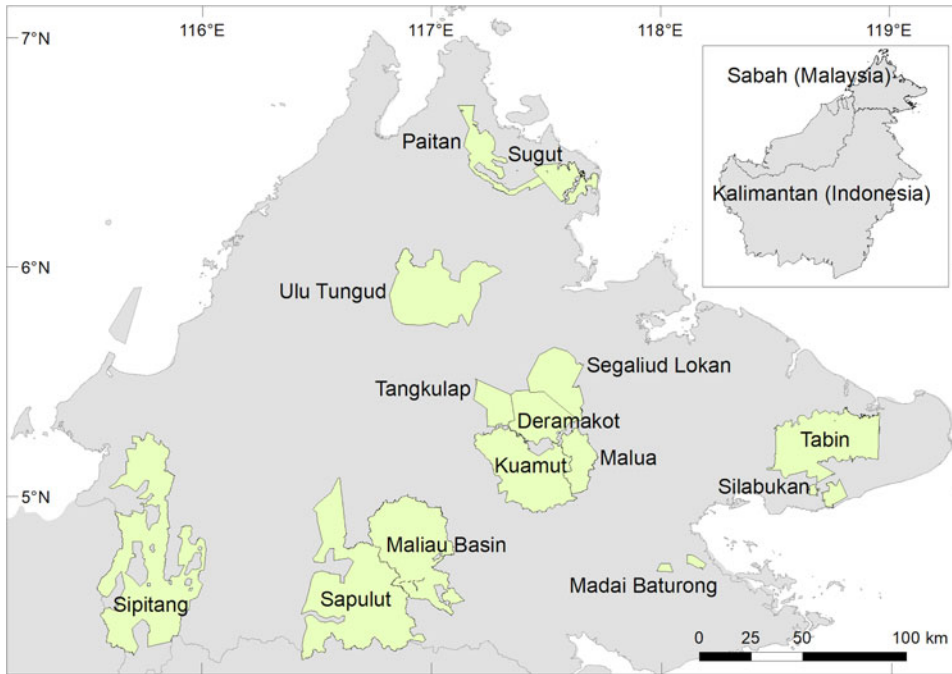 116°E
117°E
118°E
119°E
7°N
Sabah (Malaysia)
Paitan
Sugut
Kalimantan (Indonesia)
6°N
Ulu Tungud
Segaliud Lokan
Tangkulap
Deramakot
Tabin
Kuamut
Malua
Silabukan
5°N
Maliau Basin
Madai Baturong
Sipitang
Sapulut
0 25 50 100 km